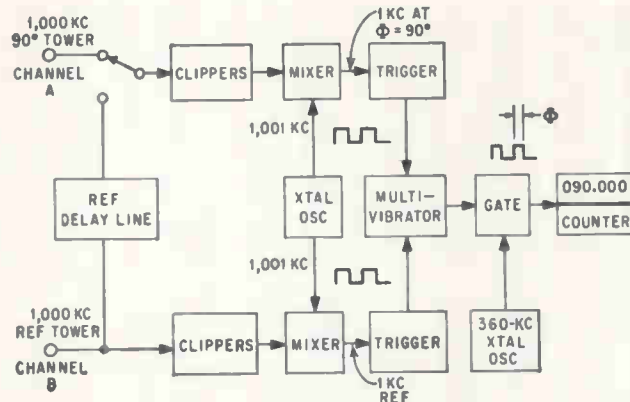 1,000 KC
90° TOWER
CHANNEL
A
CLIPPERS
MIXER
1 KC AT
Φ = 90°
TRIGGER
1,001 KC
REF
DELAY LINE
XTAL
OSC
MULTI-
VIBRATOR
Φ
GATE
090.000
COUNTER
1,001 KC
1,000 KC
REF TOWER
CHANNEL
B
CLIPPERS
MIXER
TRIGGER
1 KC
REF
360-KC
XTAL
OSC